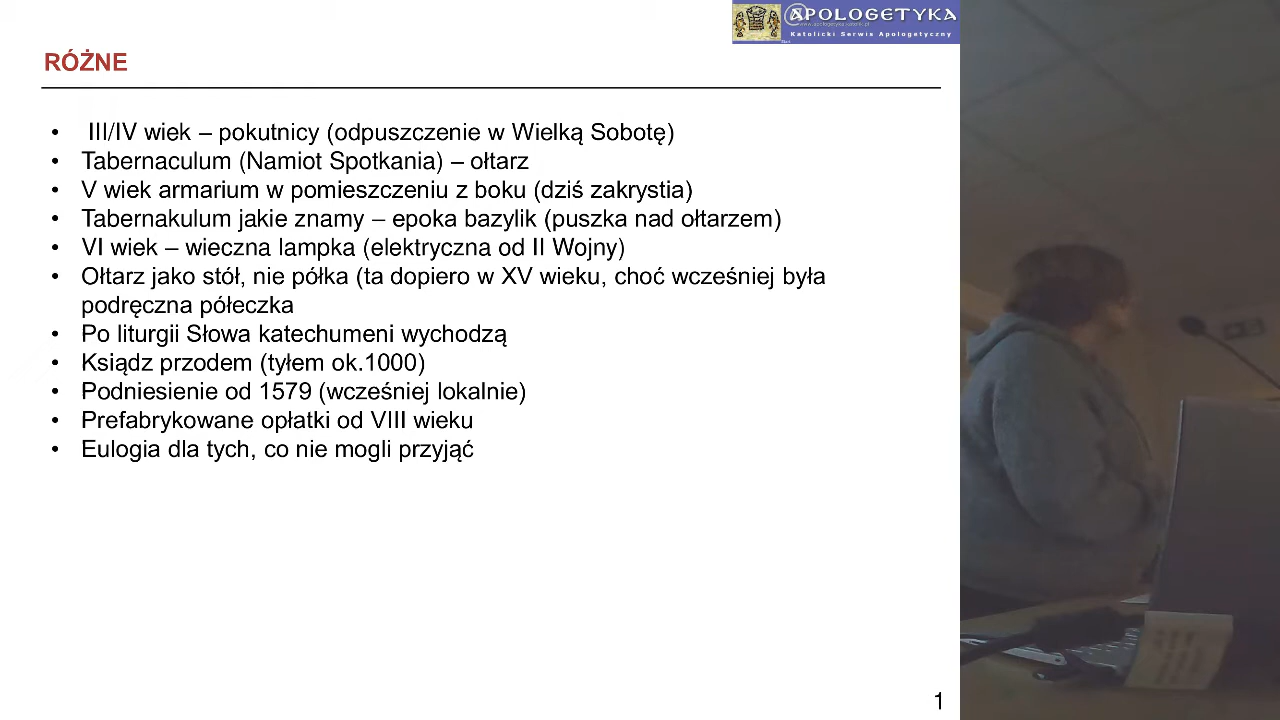 APOLOGETYKA
Katolicki Serwis Apologetyczny
RÓŻNE
• III/IV wiek – pokutnicy (odpuszczenie w Wielką Sobotę)
• Tabernaculum (Namiot Spotkania) – ołtarz
• V wiek armarium w pomieszczeniu z boku (dziś zakrystia)
• Tabernakulum jakie znamy – epoka bazylik (puszka nad ołtarzem)
• VI wiek – wieczna lampka (elektryczna od II Wojny)
• Ołtarz jako stół, nie półka (ta dopiero w XV wieku, choć wcześniej była
podręczna półeczka
• Po liturgii Słowa katechumeni wychodzą
• Ksiądz przodem (tyłem ok.1000)
• Podniesienie od 1579 (wcześniej lokalnie)
• Prefabrykowane opłatki od VIII wieku
• Eulogia dla tych, co nie mogli przyjąć
1